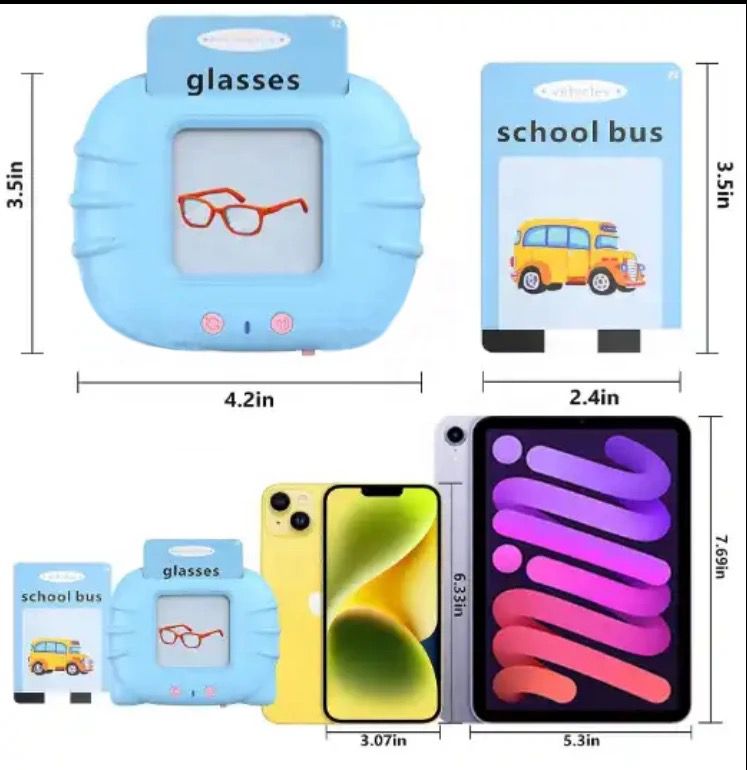 glasses
3.5in
4.2in
vehicles
school bus
3.5in
2.4in
school bus
glasses
6.33in
3.07in
7.69in
5.3in